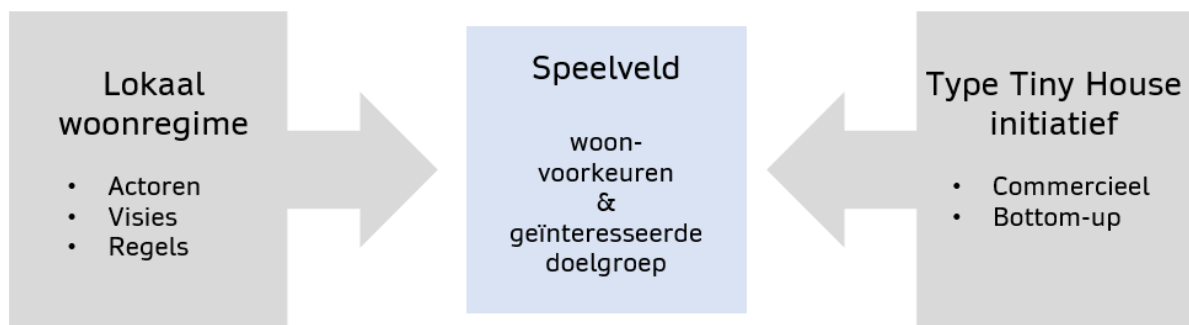 Lokaal
woonregime
• Actoren
• Visies
• Regels
Speelveld
woon-
voorkeuren
&
geïnteresseerde
doelgroep
Type Tiny House
initiatief
• Commercieel
• Bottom-up